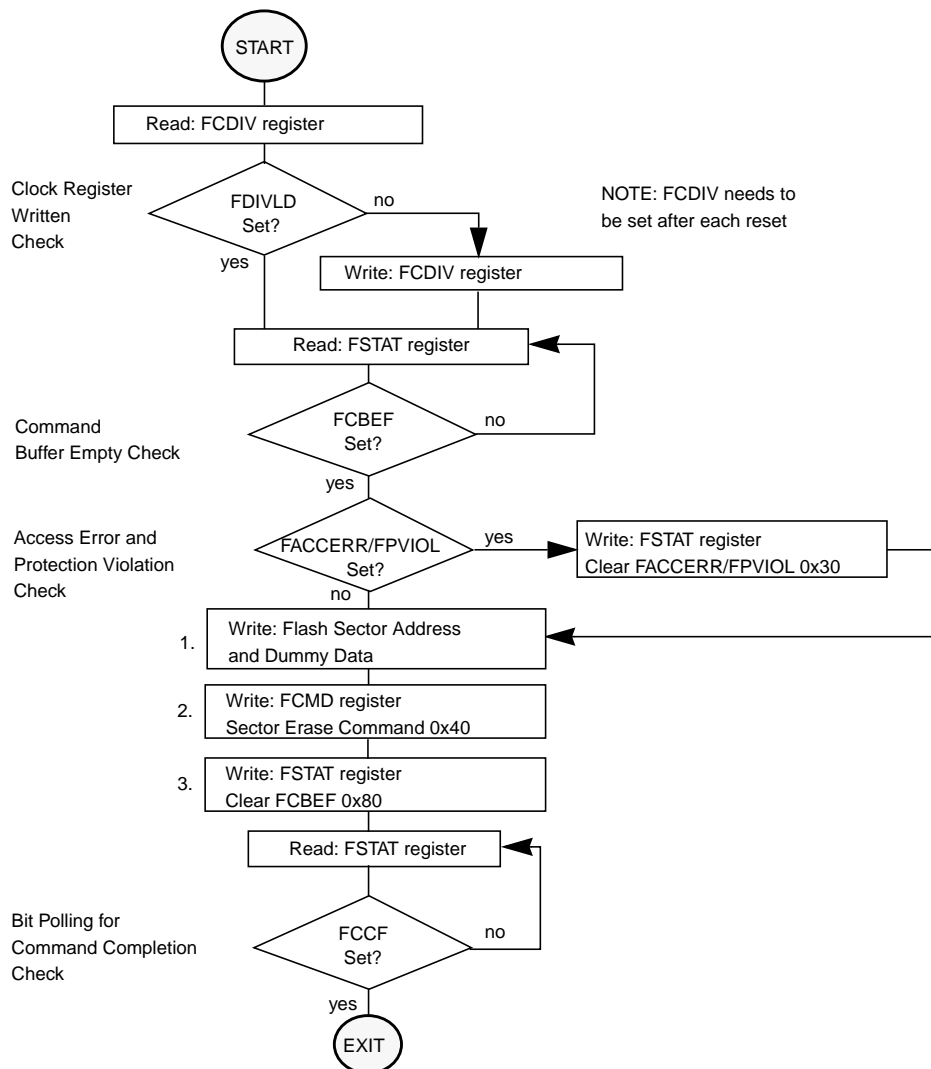 START
Read: FCDIV register
Clock Register
Written
Check
FDIVLD
Set?
no
yes
NOTE: FCDIV needs to
be set after each reset
Write: FCDIV register
Read: FSTAT register
Command
Buffer Empty Check
FCBEF
Set?
no
yes
Access Error and
Protection Violation
Check
FACCERR/FPVIOL
Set?
yes
no
Write: FSTAT register
Clear FACCERR/FPVIOL 0x30
1.
Write: Flash Sector Address
and Dummy Data
2.
Write: FCMD register
Sector Erase Command 0x40
3.
Write: FSTAT register
Clear FCBEF 0x80
Read: FSTAT register
Bit Polling for
Command Completion
Check
FCCF
Set?
no
yes
EXIT